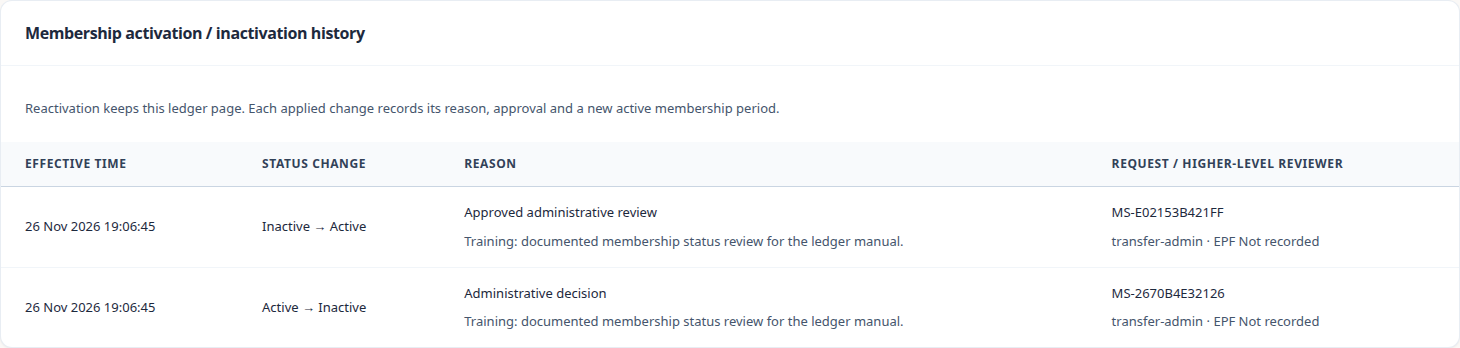 Membership activation / inactivation history
Reactivation keeps this ledger page. Each applied change records its reason, approval and a new active membership period.
EFFECTIVE TIME STATUS CHANGE REASON REQUEST / HIGHER-LEVEL REVIEWER
26 Nov 2026 19:06:45 Inactive → Active Approved administrative review MS-E02153B421FF
Training: documented membership status review for the ledger manual. transfer-admin · EPF Not recorded
26 Nov 2026 19:06:45 Active → Inactive Administrative decision MS-2670B4E32126
Training: documented membership status review for the ledger manual. transfer-admin · EPF Not recorded